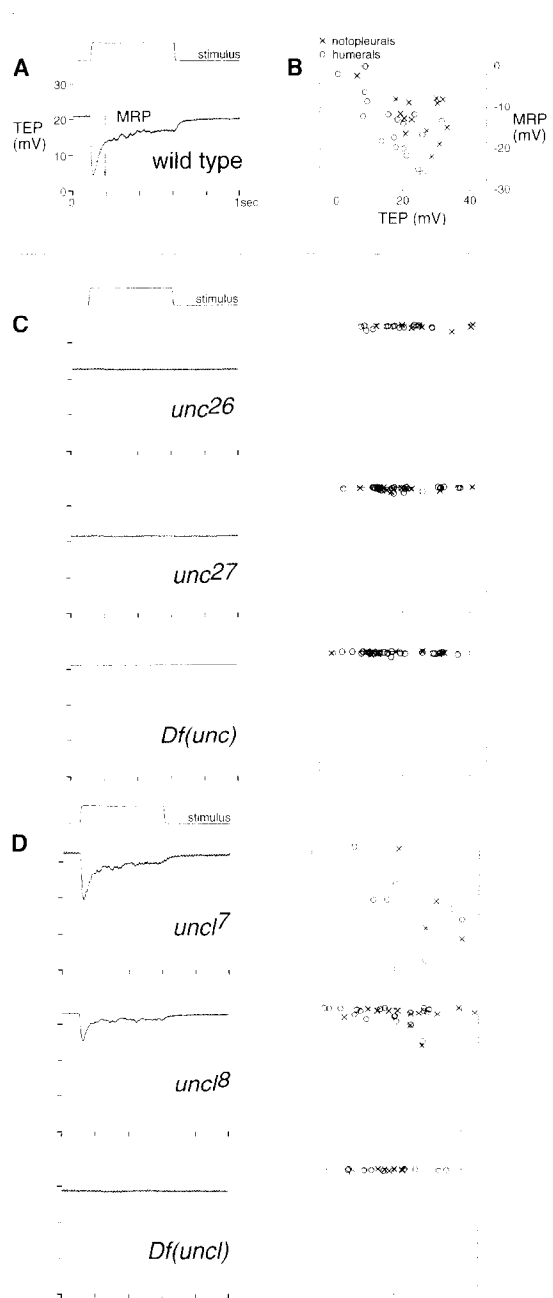 × notopleurals
○ humerals
A
stimulus
B
30
20
10
0
TEP
(mV)
MRP
wild type
0
1sec
0
-10
-20
-30
MRP
(mV)
0
20
40
TEP (mV)
stimulus
C
unc26
unc27
Df(unc)
stimulus
D
uncl7
uncl8
Df(uncl)